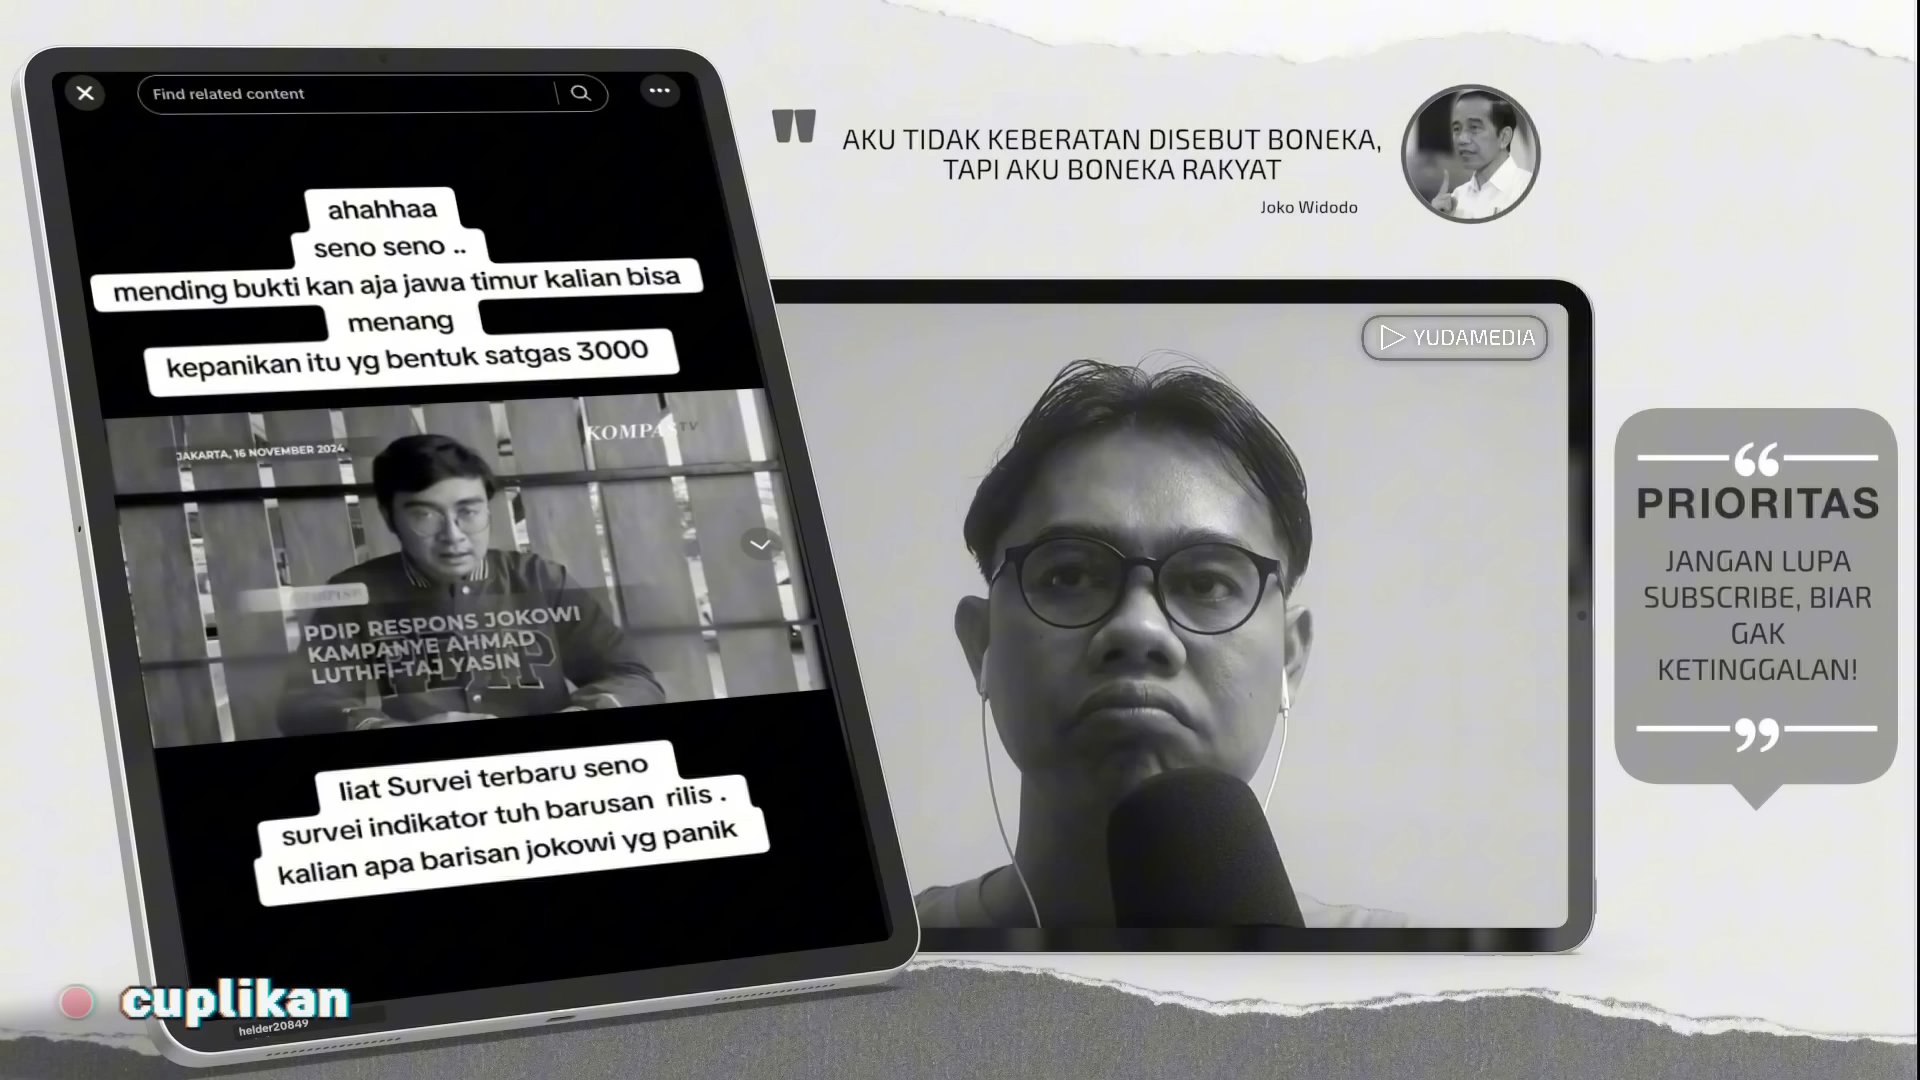 Find related content
ahahhaa
seno seno ..
mending bukti kan aja jawa timur kalian bisa
menang
kepanikan itu yg bentuk satgas 3000
JAKARTA, 16 NOVEMBER 2024
KOMPASTV
PDIP RESPONS JOKOWI
KAMPANYE AHMAD
LUTHFI-TAJ YASIN
liat Survei terbaru seno
survei indikator tuh barusan rilis .
kalian apa barisan jokowi yg panik
cuplikan
helder20849
" AKU TIDAK KEBERATAN DISEBUT BONEKA,
TAPI AKU BONEKA RAKYAT
Joko Widodo
YUDAMEDIA
“
PRIORITAS
JANGAN LUPA
SUBSCRIBE, BIAR
GAK
KETINGGALAN!
”